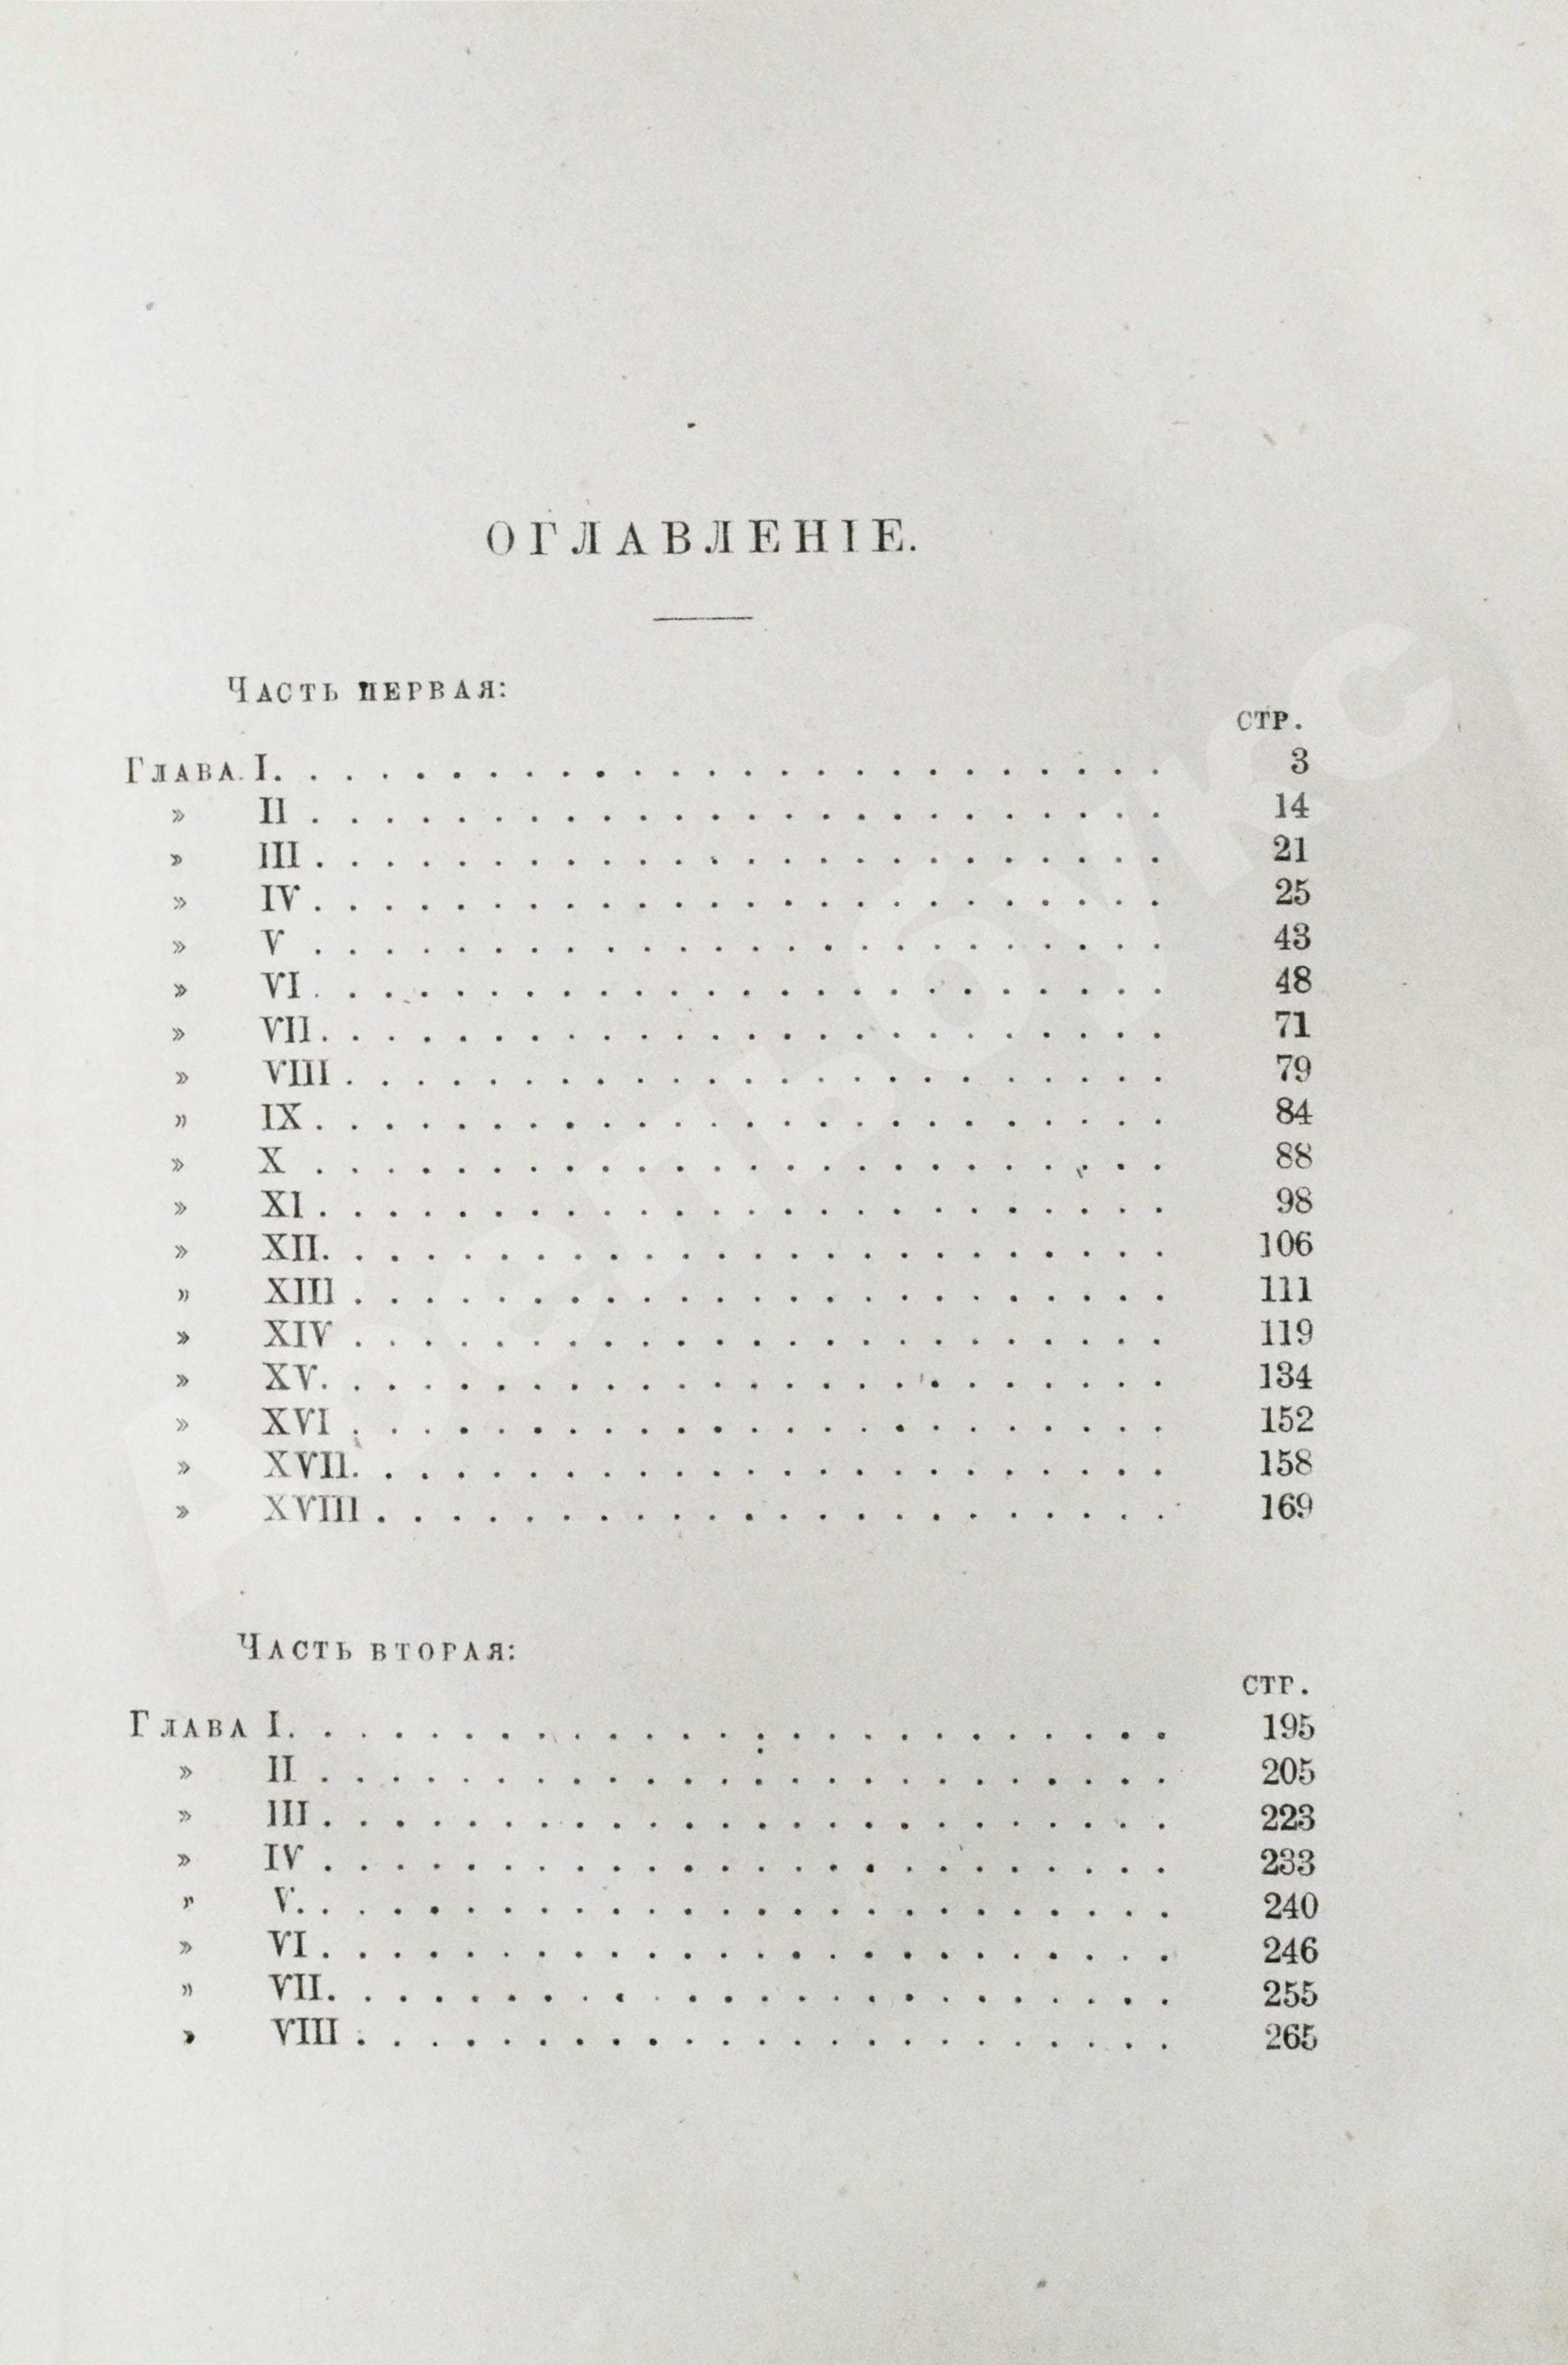 ОГЛАВЛЕНІЕ.
Часть первая:
стр.
Глава I. . . . . . . . . . . . . . . . . . . . . . . . . 3
» II . . . . . . . . . . . . . . . . . . . . . . . . 14
» III . . . . . . . . . . . . . . . . . . . . . . . . 21
» IV . . . . . . . . . . . . . . . . . . . . . . . . 25
» V . . . . . . . . . . . . . . . . . . . . . . . . 43
» VI . . . . . . . . . . . . . . . . . . . . . . . . 48
» VII . . . . . . . . . . . . . . . . . . . . . . . . 71
» VIII . . . . . . . . . . . . . . . . . . . . . . . 79
» IX . . . . . . . . . . . . . . . . . . . . . . . . 84
» X . . . . . . . . . . . . . . . . . . . . . . . . 88
» XI . . . . . . . . . . . . . . . . . . . . . . . . 98
» XII. . . . . . . . . . . . . . . . . . . . . . . . 106
» XIII . . . . . . . . . . . . . . . . . . . . . . . 111
» XIV . . . . . . . . . . . . . . . . . . . . . . . 119
» XV. . . . . . . . . . . . . . . . . . . . . . . . 134
» XVI . . . . . . . . . . . . . . . . . . . . . . . 152
» XVII. . . . . . . . . . . . . . . . . . . . . . . 158
» XVIII . . . . . . . . . . . . . . . . . . . . . . 169
Часть вторая:
стр.
Глава I. . . . . . . . . . . . . . . . . . . . . . . . . 195
» II . . . . . . . . . . . . . . . . . . . . . . . . 205
» III . . . . . . . . . . . . . . . . . . . . . . . . 223
» IV . . . . . . . . . . . . . . . . . . . . . . . . 233
» V. . . . . . . . . . . . . . . . . . . . . . . . . 240
» VI . . . . . . . . . . . . . . . . . . . . . . . . 246
» VII. . . . . . . . . . . . . . . . . . . . . . . . 255
» VIII . . . . . . . . . . . . . . . . . . . . . . . 265
АсельБукс